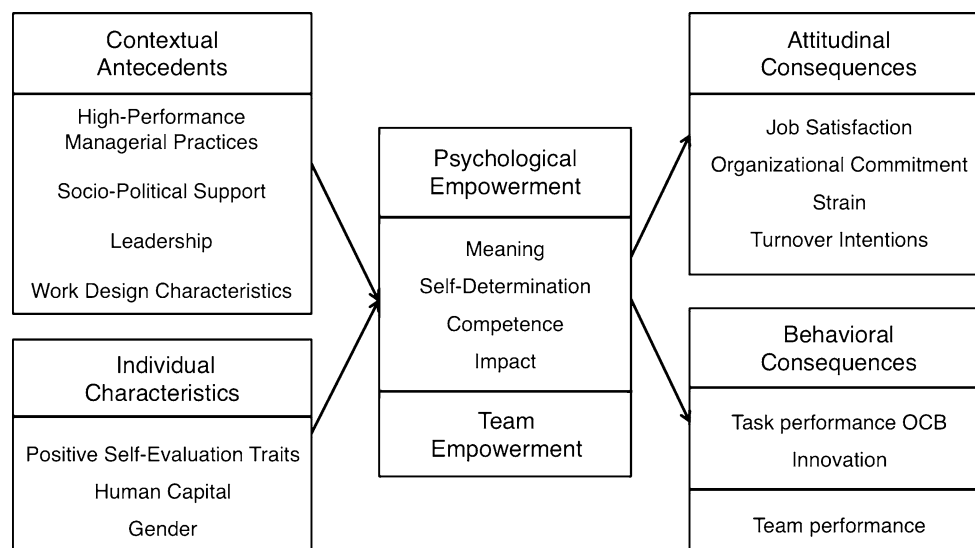 Contextual
Antecedents
High-Performance
Managerial Practices
Socio-Political Support
Leadership
Work Design Characteristics
Individual
Characteristics
Positive Self-Evaluation Traits
Human Capital
Gender
Psychological
Empowerment
Meaning
Self-Determination
Competence
Impact
Team
Empowerment
Attitudinal
Consequences
Job Satisfaction
Organizational Commitment
Strain
Turnover Intentions
Behavioral
Consequences
Task performance OCB
Innovation
Team performance